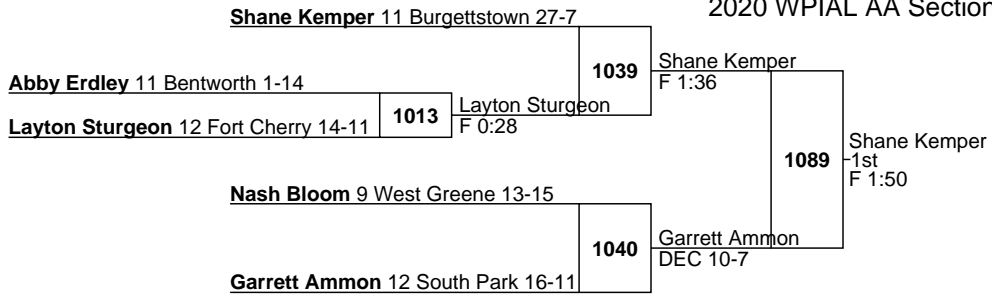 2020 WPIAL AA Section
Shane Kemper 11 Burgettstown 27-7
1039
Shane Kemper
F 1:36
Abby Erdley 11 Bentworth 1-14
1013
Layton Sturgeon
F 0:28
Layton Sturgeon 12 Fort Cherry 14-11
1089
Shane Kemper
1st
F 1:50
Nash Bloom 9 West Greene 13-15
1040
Garrett Ammon
DEC 10-7
Garrett Ammon 12 South Park 16-11